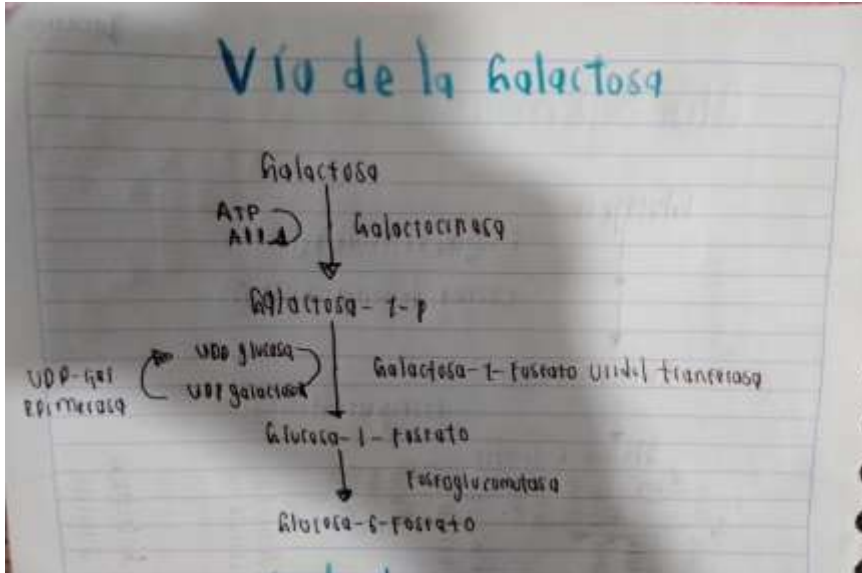 Vía de la Galactosa
Galactosa
ATP
Galactocinasa
Galactosa-1-P
UDP glucosa
UDP galactosa
UDP-Gal
Epimerasa
Galactosa-1-Fosfato Uridil tranferasa
Glucosa-1-Fosfato
Fosfoglucomutasa
Glucosa-6-Fosfato